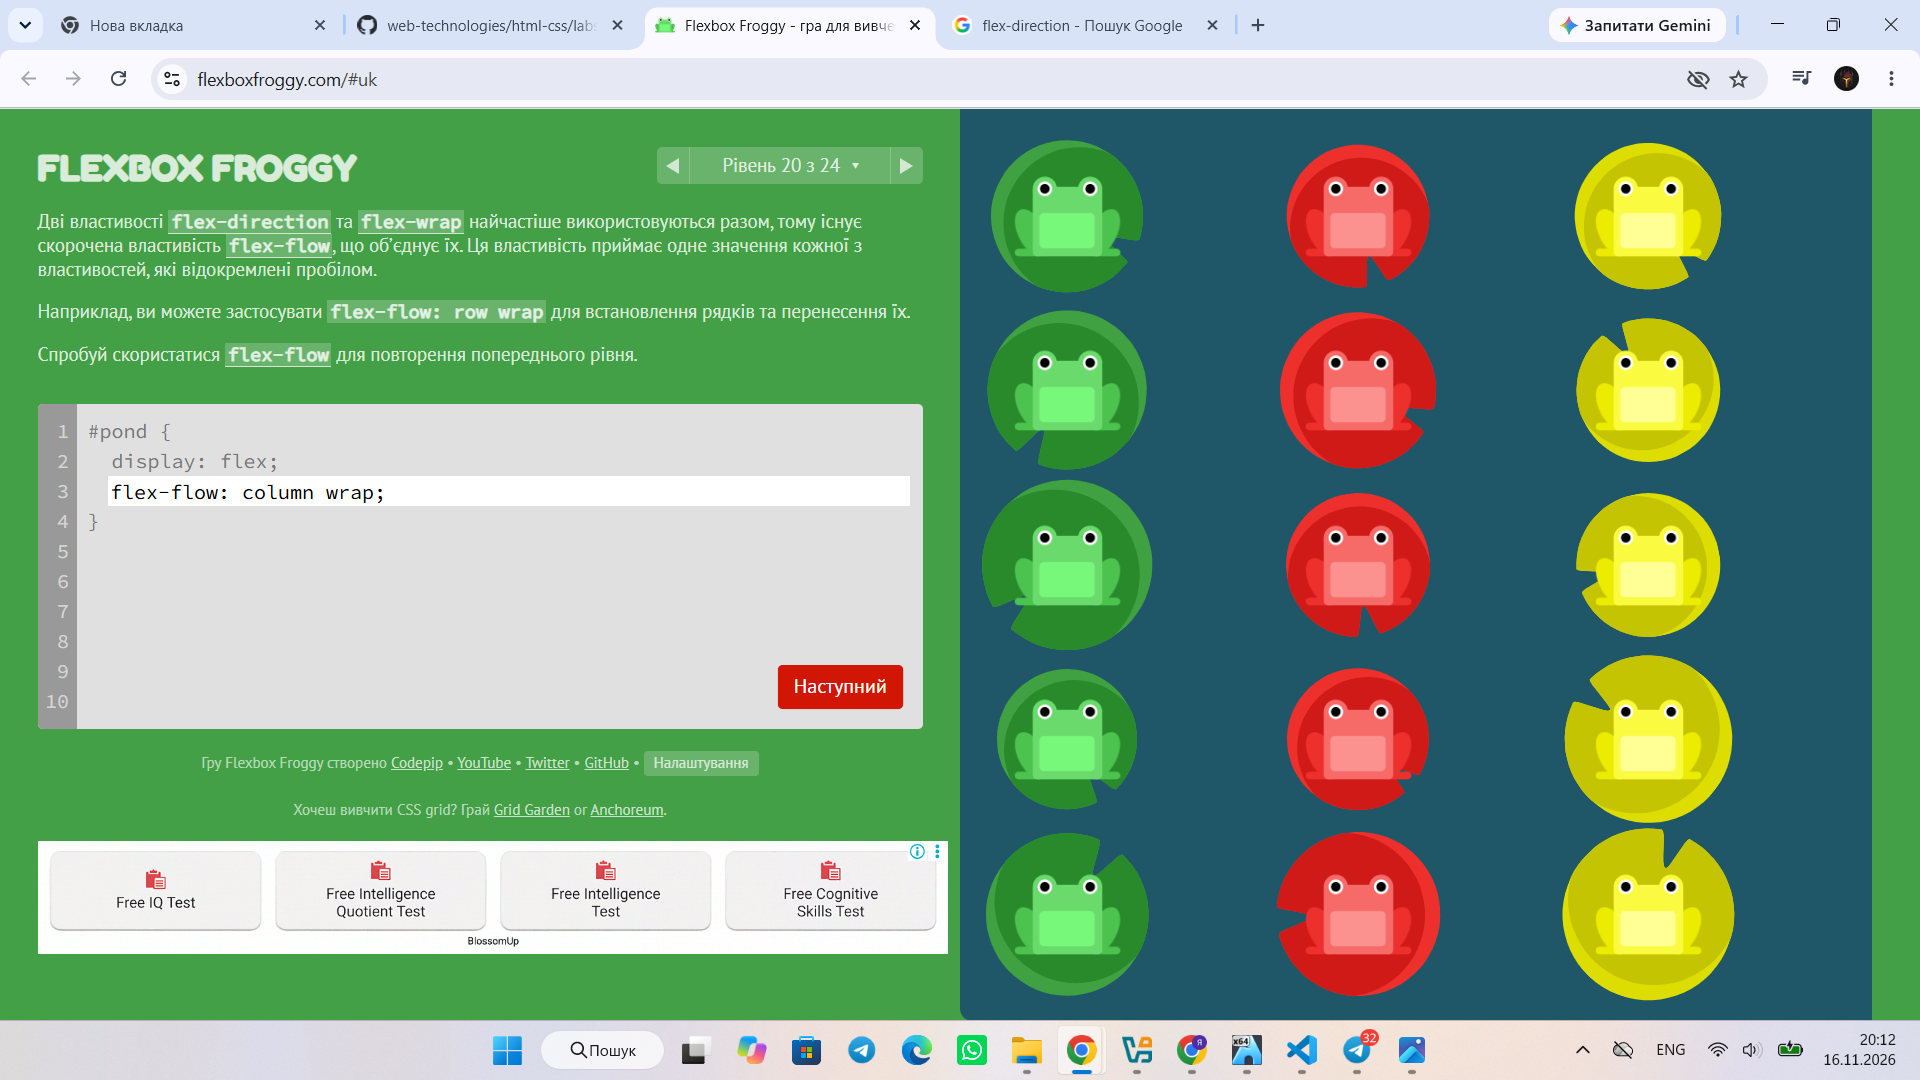 Нова вкладка
web-technologies/html-css/lab
Flexbox Froggy - гра для вивче
flex-direction - Пошук Google
Запитати Gemini
flexboxfroggy.com/#uk
FLEXBOX FROGGY
Рівень 20 з 24
Дві властивості flex-direction та flex-wrap найчастіше використовуються разом, тому існує
скорочена властивість flex-flow, що об'єднує їх. Ця властивість приймає одне значення кожної з
властивостей, які відокремлені пробілом.
Наприклад, ви можете застосувати flex-flow: row wrap для встановлення рядків та перенесення їх.
Спробуй скористатися flex-flow для повторення попереднього рівня.
1 #pond {
2 display: flex;
3 flex-flow: column wrap;
4 }
5
6
7
8
9
10
Наступний
Гру Flexbox Froggy створено Codepip • YouTube • Twitter • GitHub • Налаштування
Хочеш вивчити CSS grid? Грай Grid Garden or Anchoreum.
Free IQ Test
Free Intelligence
Quotient Test
Free Intelligence
Test
Free Cognitive
Skills Test
BlossomUp
Пошук
x64
Я
32
ENG
20:12
16.11.2026